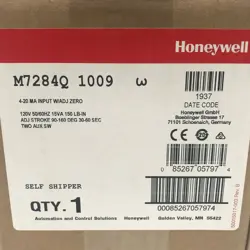 Honeywell
M7284Q 1009 ω
4-20 MA INPUT W/ADJ ZERO
120V 50/60HZ 15VA 150 LB-IN
ADJ STROKE 90-160 DEG 30-60 SEC
TWO AUX SW
1937
DATE CODE
Honeywell GmbH
Boeblinger Strasse 17
71101 Schoenaich, Germany
0 85267 05797 4
SELF SHIPPER
QTY. 1
00085267057974
Automation and Control Solutions
Honeywell
Golden Valley, MN 55422